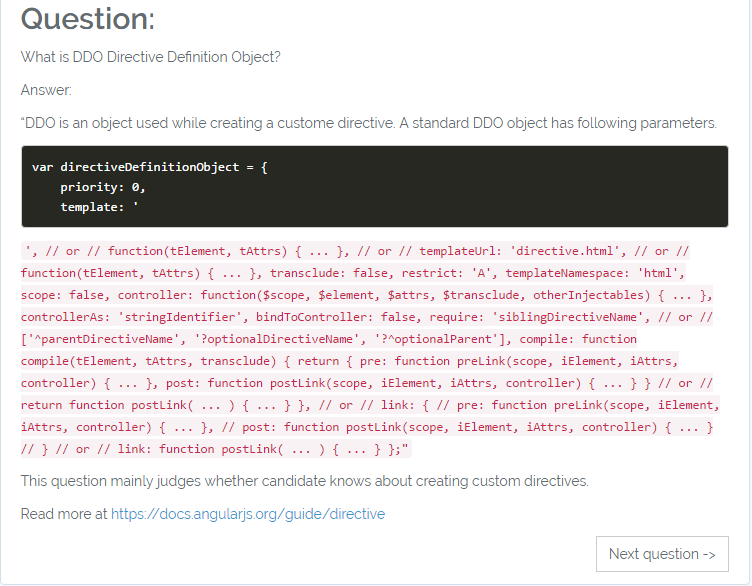 Question:
What is DDO Directive Definition Object?
Answer:
“DDO is an object used while creating a custome directive. A standard DDO object has following parameters.
var directiveDefinitionObject = {
    priority: 0,
    template: '
', // or // function(tElement, tAttrs) { ... }, // or // templateUrl: 'directive.html', // or //
function(tElement, tAttrs) { ... }, transclude: false, restrict: 'A', templateNamespace: 'html',
scope: false, controller: function($scope, $element, $attrs, $transclude, otherInjectables) { ... },
controllerAs: 'stringIdentifier', bindToController: false, require: 'siblingDirectiveName', // or //
['^parentDirectiveName', '?optionalDirectiveName', '?^optionalParent'], compile: function
compile(tElement, tAttrs, transclude) { return { pre: function preLink(scope, iElement, iAttrs,
controller) { ... }, post: function postLink(scope, iElement, iAttrs, controller) { ... } } // or //
return function postLink( ... ) { ... } }, // or // link: { // pre: function preLink(scope, iElement,
iAttrs, controller) { ... }, // post: function postLink(scope, iElement, iAttrs, controller) { ... }
// } // or // link: function postLink( ... ) { ... } };"
This question mainly judges whether candidate knows about creating custom directives.
Read more at https://docs.angularjs.org/guide/directive
Next question ->